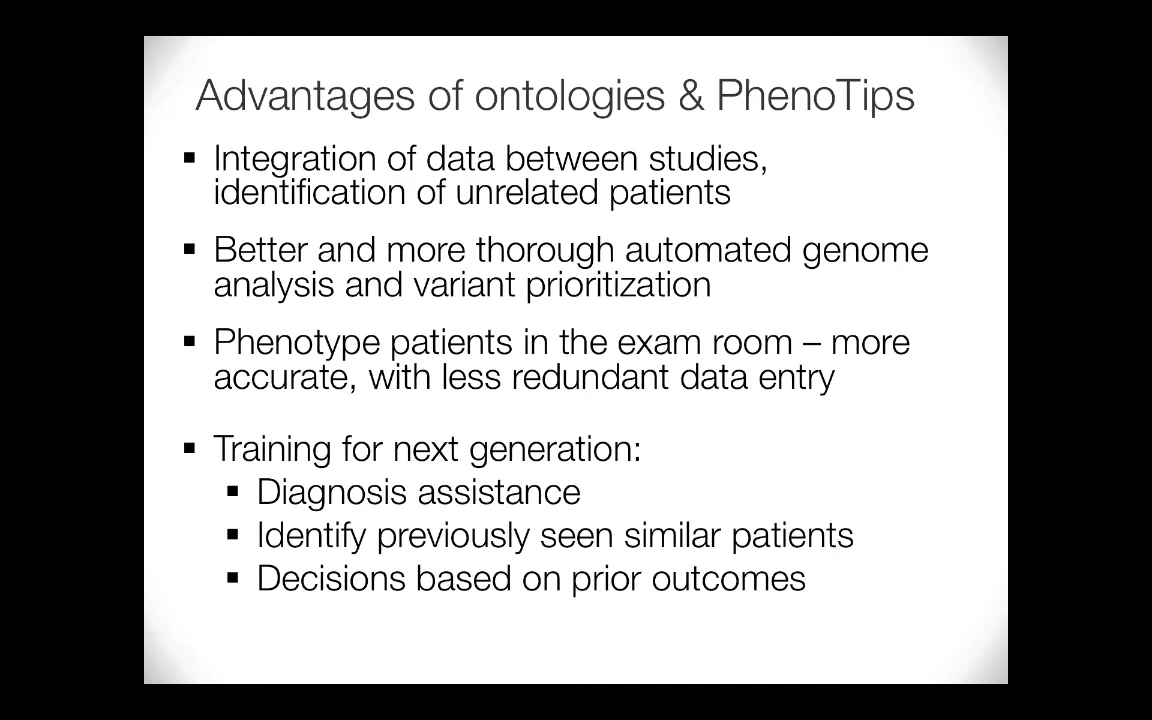 Advantages of ontologies & PhenoTips
▪ Integration of data between studies,
identification of unrelated patients
▪ Better and more thorough automated genome
analysis and variant prioritization
▪ Phenotype patients in the exam room – more
accurate, with less redundant data entry
▪ Training for next generation:
▪ Diagnosis assistance
▪ Identify previously seen similar patients
▪ Decisions based on prior outcomes